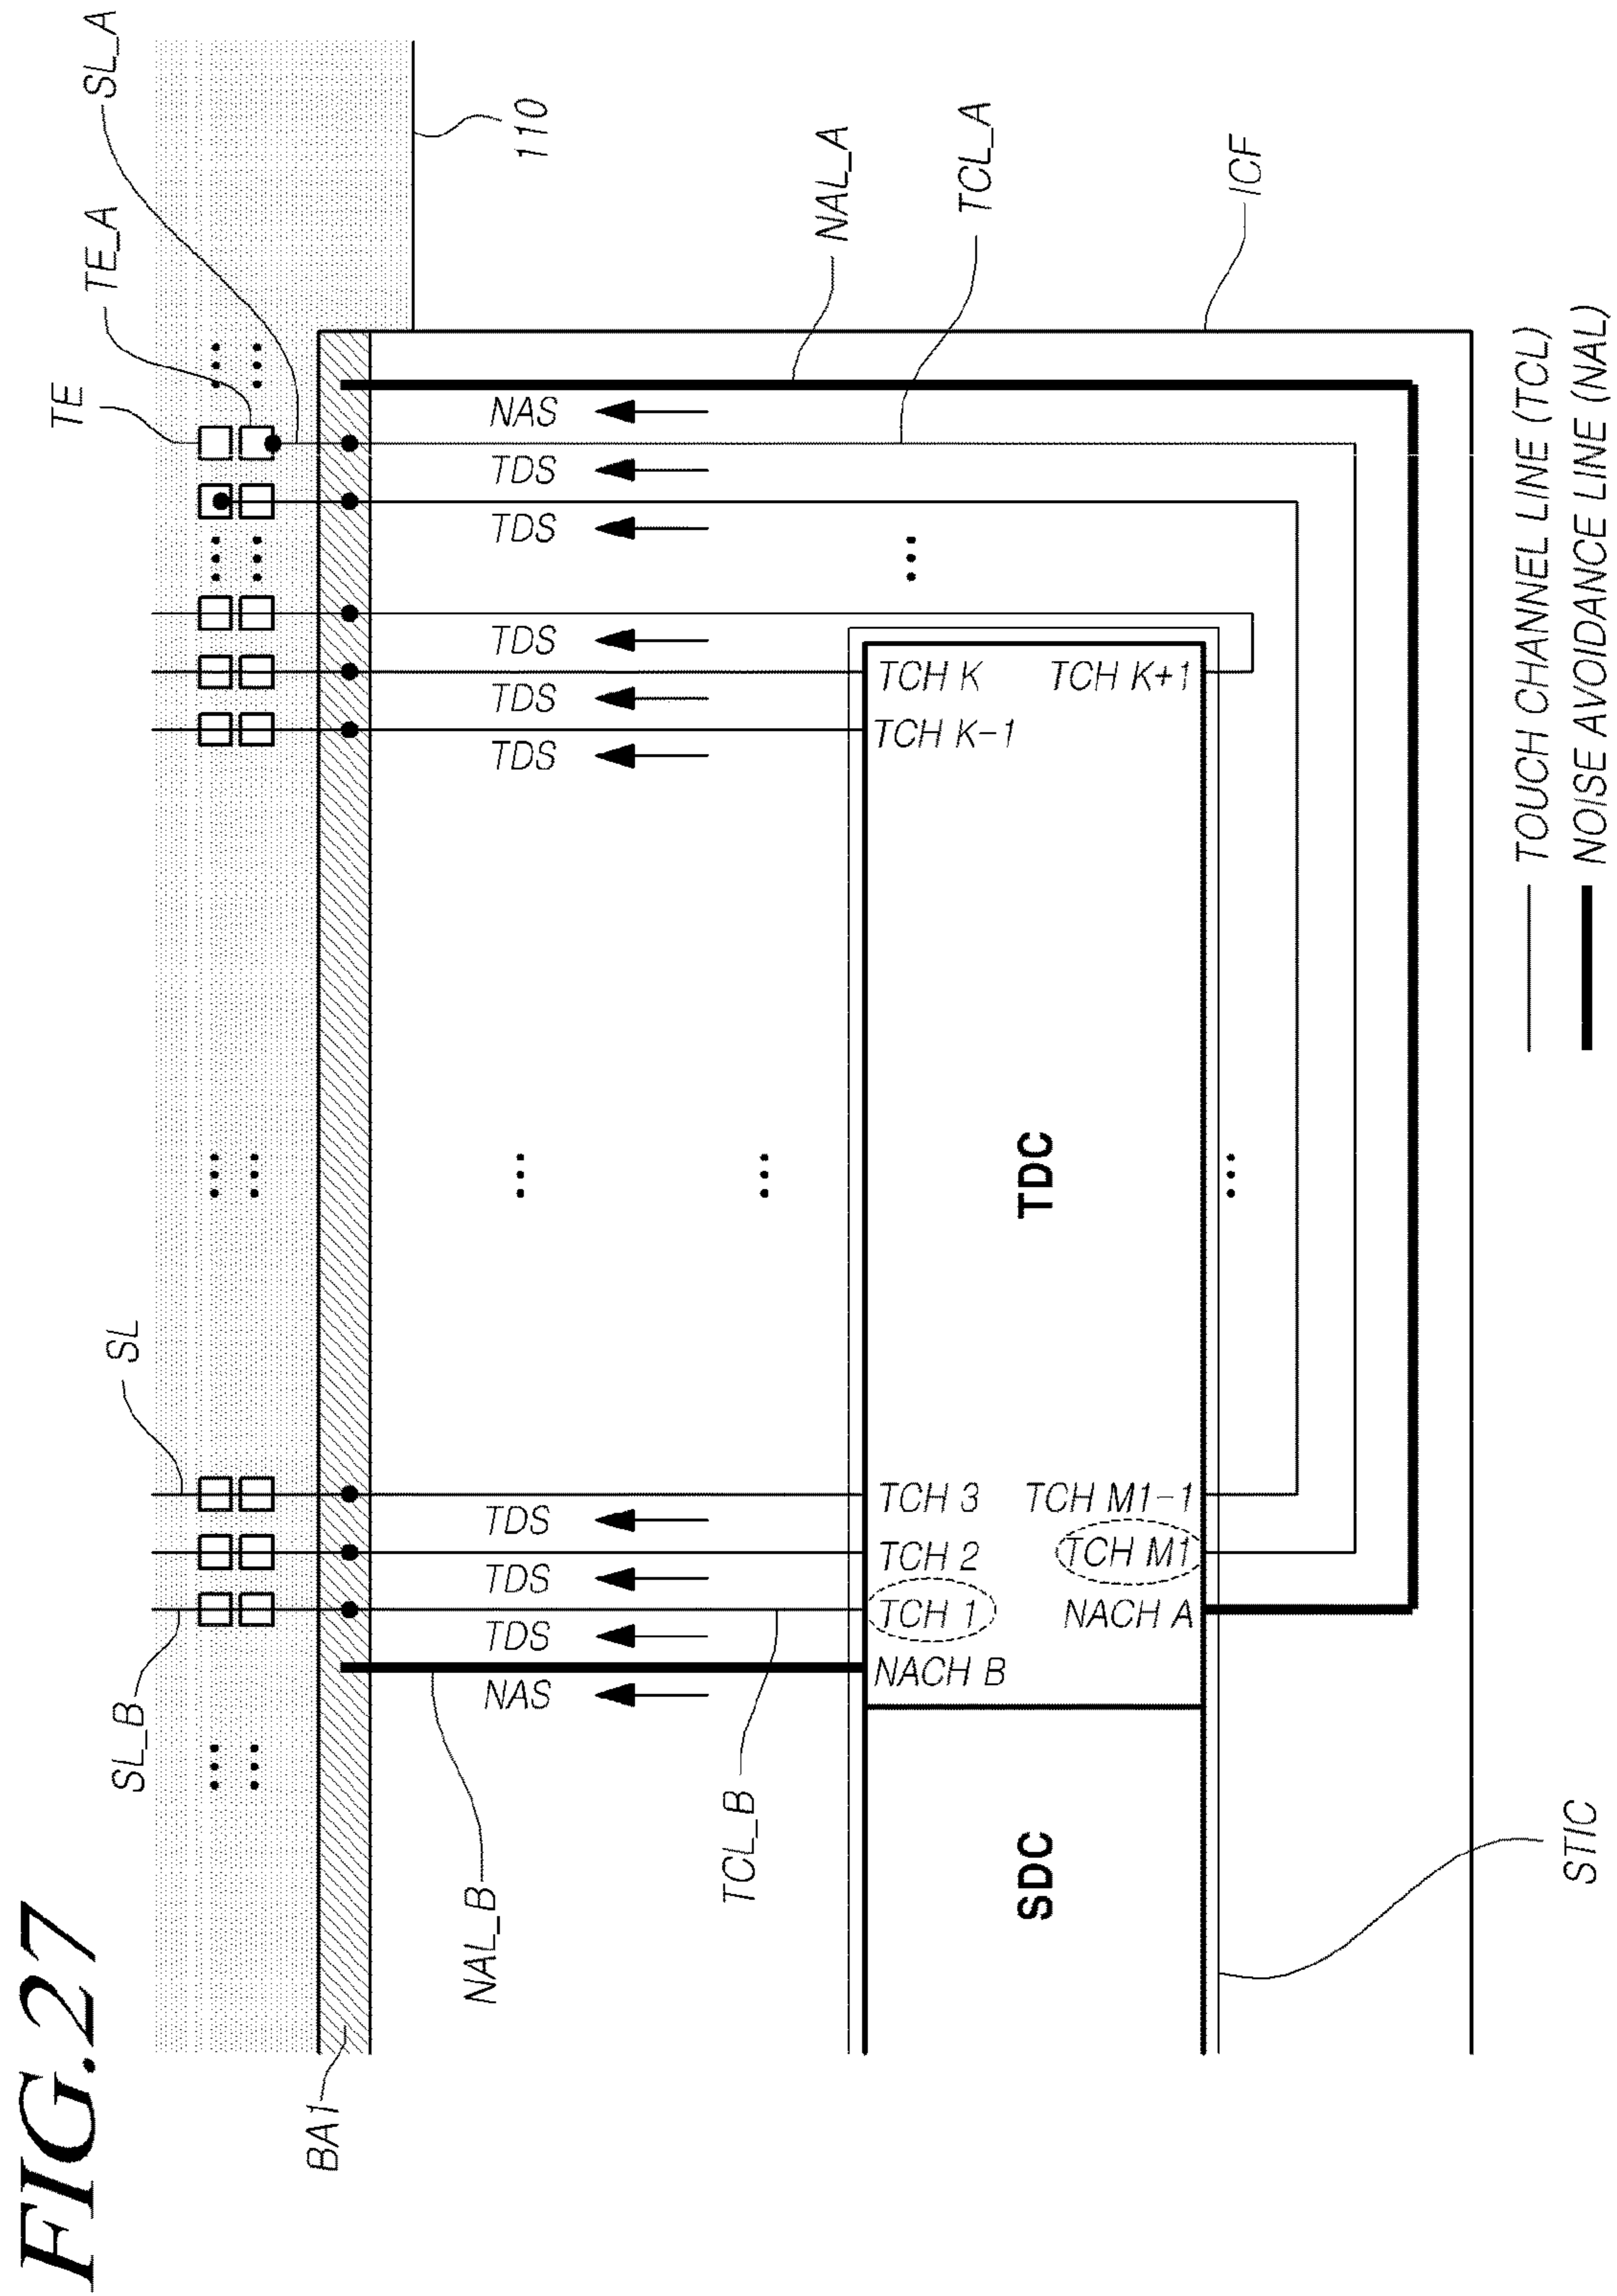 FIG.27
TE
TE_A
SL_A
SL
SL_B
BA1
110
NAL_A
TCL_A
ICF
NAS
TDS
TDS
TDS
TDS
TDS
TDS
TDS
TDS
NAS
NAL_B
TCL_B
TCH K
TCH K+1
TCH K-1
TDC
TCH 3
TCH M1-1
TCH 2
TCH M1
TCH 1
NACH A
NACH B
SDC
STIC
TOUCH CHANNEL LINE (TCL)
NOISE AVOIDANCE LINE (NAL)